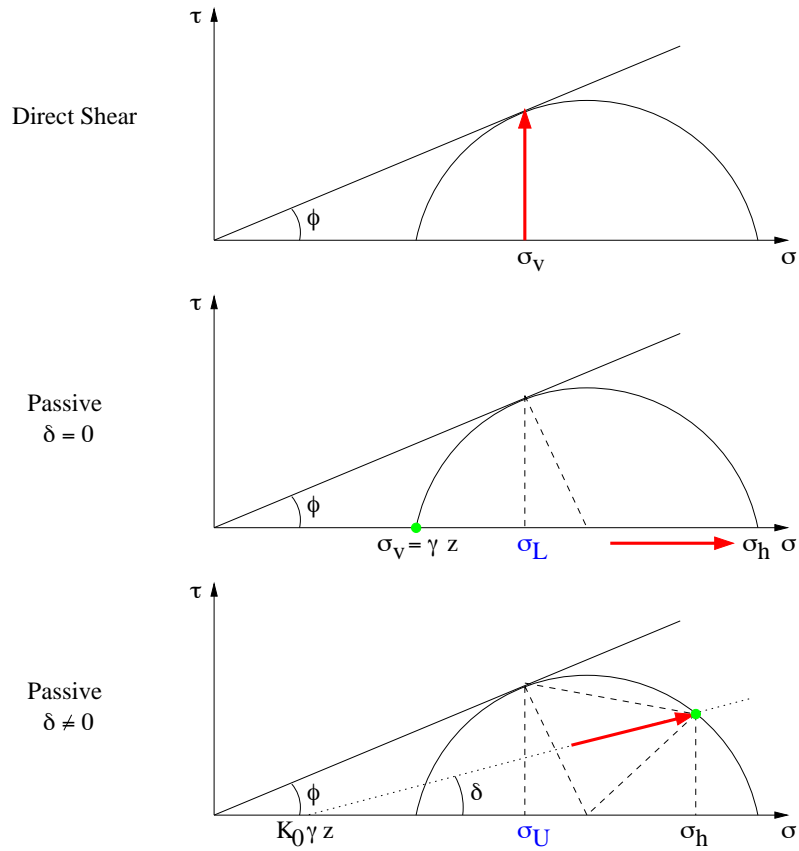 τ
Direct Shear
ϕ
σv
σ
τ
Passive
δ = 0
ϕ
σv = γ z
σL
σh
σ
τ
Passive
δ ≠ 0
ϕ
δ
K0 γ z
σU
σh
σ